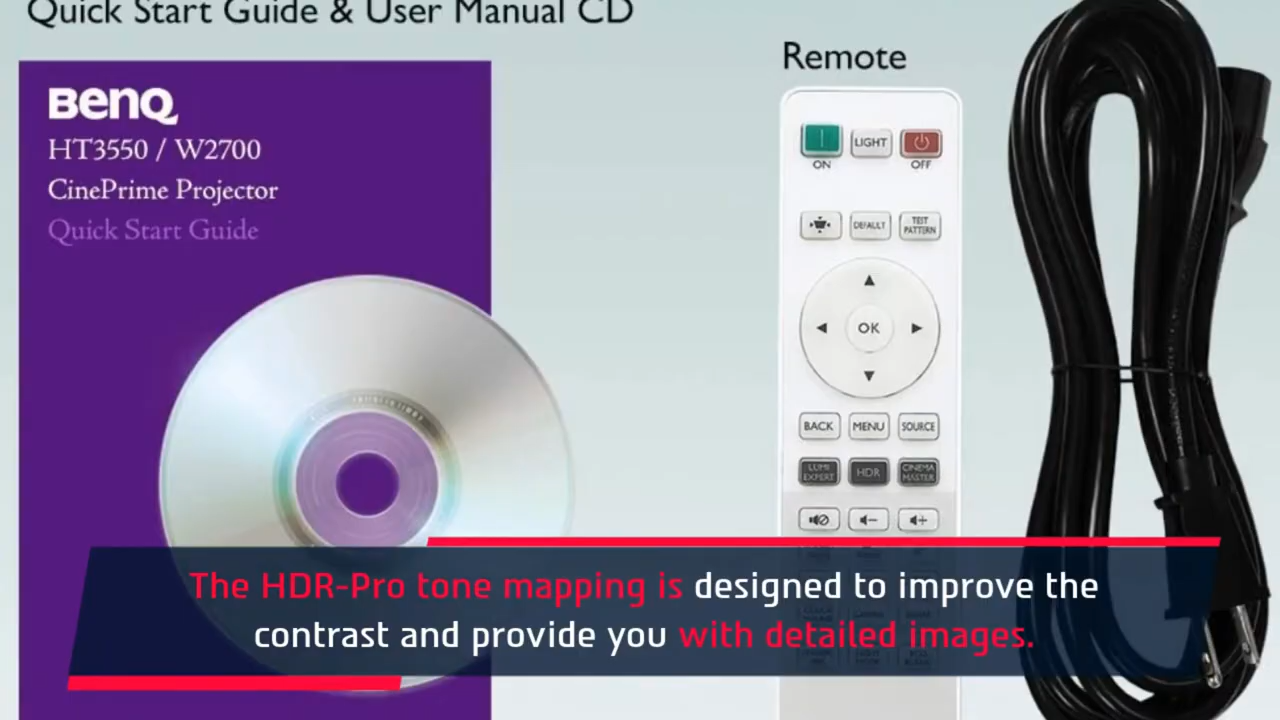 Quick Start Guide & User Manual CD
Remote
BenQ
HT3550 / W2700
CinePrime Projector
Quick Start Guide
ON
LIGHT
OFF
DEFAULT
TEST
PATTERN
OK
BACK
MENU
SOURCE
LUMI
EXPERT
HDR
CINEMA
MASTER
The HDR-Pro tone mapping is designed to improve the
contrast and provide you with detailed images.